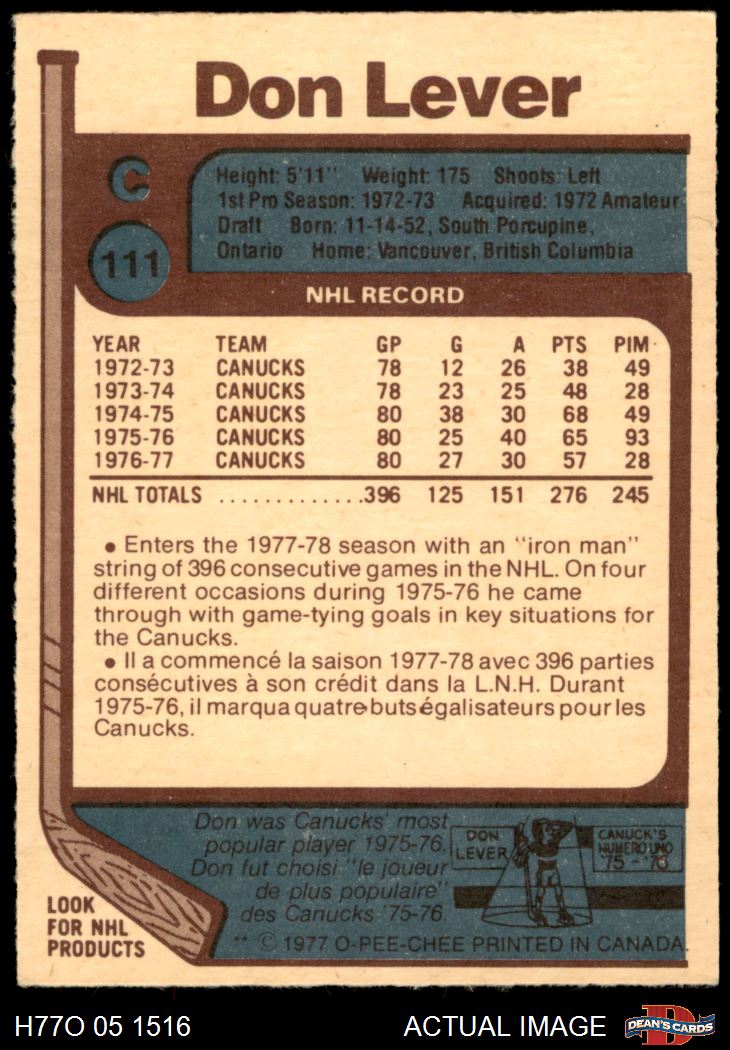 Don Lever
C
111
Height: 5'11'' Weight: 175 Shoots: Left
1st Pro Season: 1972-73 Acquired: 1972 Amateur
Draft Born: 11-14-52, South Porcupine,
Ontario Home: Vancouver, British Columbia
NHL RECORD
YEAR TEAM GP G A PTS PIM
1972-73 CANUCKS 78 12 26 38 49
1973-74 CANUCKS 78 23 25 48 28
1974-75 CANUCKS 80 38 30 68 49
1975-76 CANUCKS 80 25 40 65 93
1976-77 CANUCKS 80 27 30 57 28
NHL TOTALS .............396 125 151 276 245
• Enters the 1977-78 season with an "iron man"
string of 396 consecutive games in the NHL. On four
different occasions during 1975-76 he came
through with game-tying goals in key situations for
the Canucks.
• Il a commencé la saison 1977-78 avec 396 parties
consécutives à son crédit dans la L.N.H. Durant
1975-76, il marqua quatre buts égalisateurs pour les
Canucks.
Don was Canucks' most
popular player 1975-76.
Don fut choisi "le joueur
de plus populaire"
des Canucks '75-76.
DON
LEVER
CANUCK'S
NUMERO UNO
'75 - '76
LOOK
FOR NHL
PRODUCTS
** © 1977 O-PEE-CHEE PRINTED IN CANADA.
H77O 05 1516
ACTUAL IMAGE
D
DEAN'S CARDS